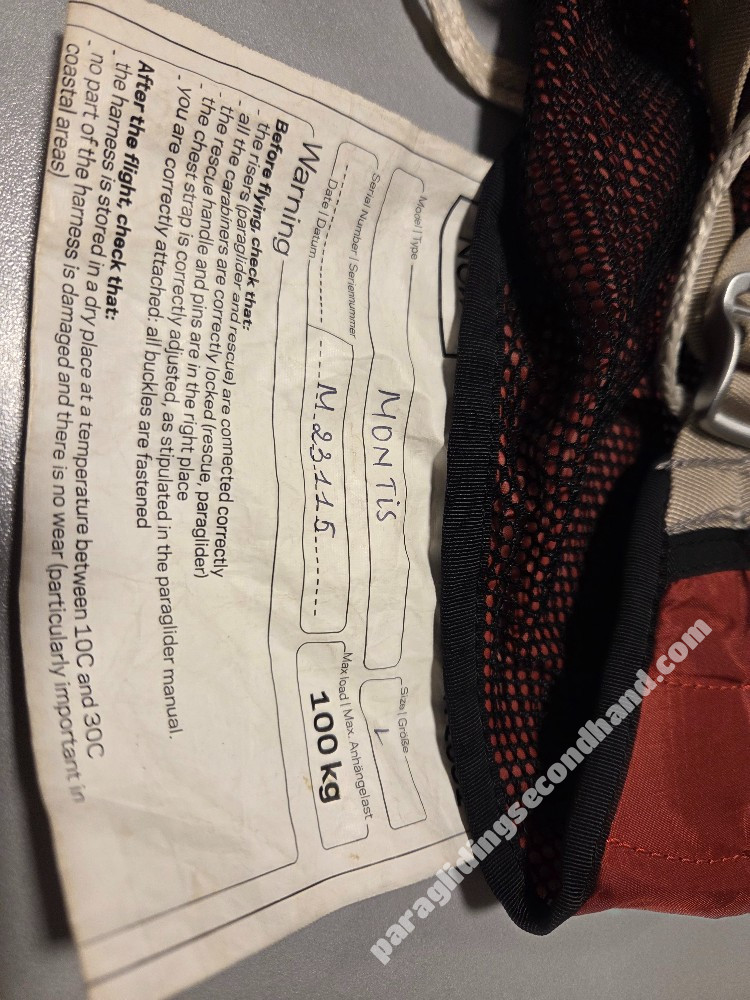 Model | Type
MONTIS
Size | Größe
L
Serial Number | Seriennummer
M.23.1.1.5
Max load | Max. Anhängelast
100 kg
Date | Datum
Warning
Before flying, check that:
- the risers (paraglider and rescue) are connected correctly
- all the carabiners are correctly locked (rescue, paraglider)
- the rescue handle and pins are in the right place
- the chest strap is correctly adjusted, as stipulated in the paraglider manual.
- you are correctly attached: all buckles are fastened
After the flight, check that:
- the harness is stored in a dry place at a temperature between 10C and 30C
- no part of the harness is damaged and there is no wear (particularly important in
coastal areas)
paraglidingsecondhand.com